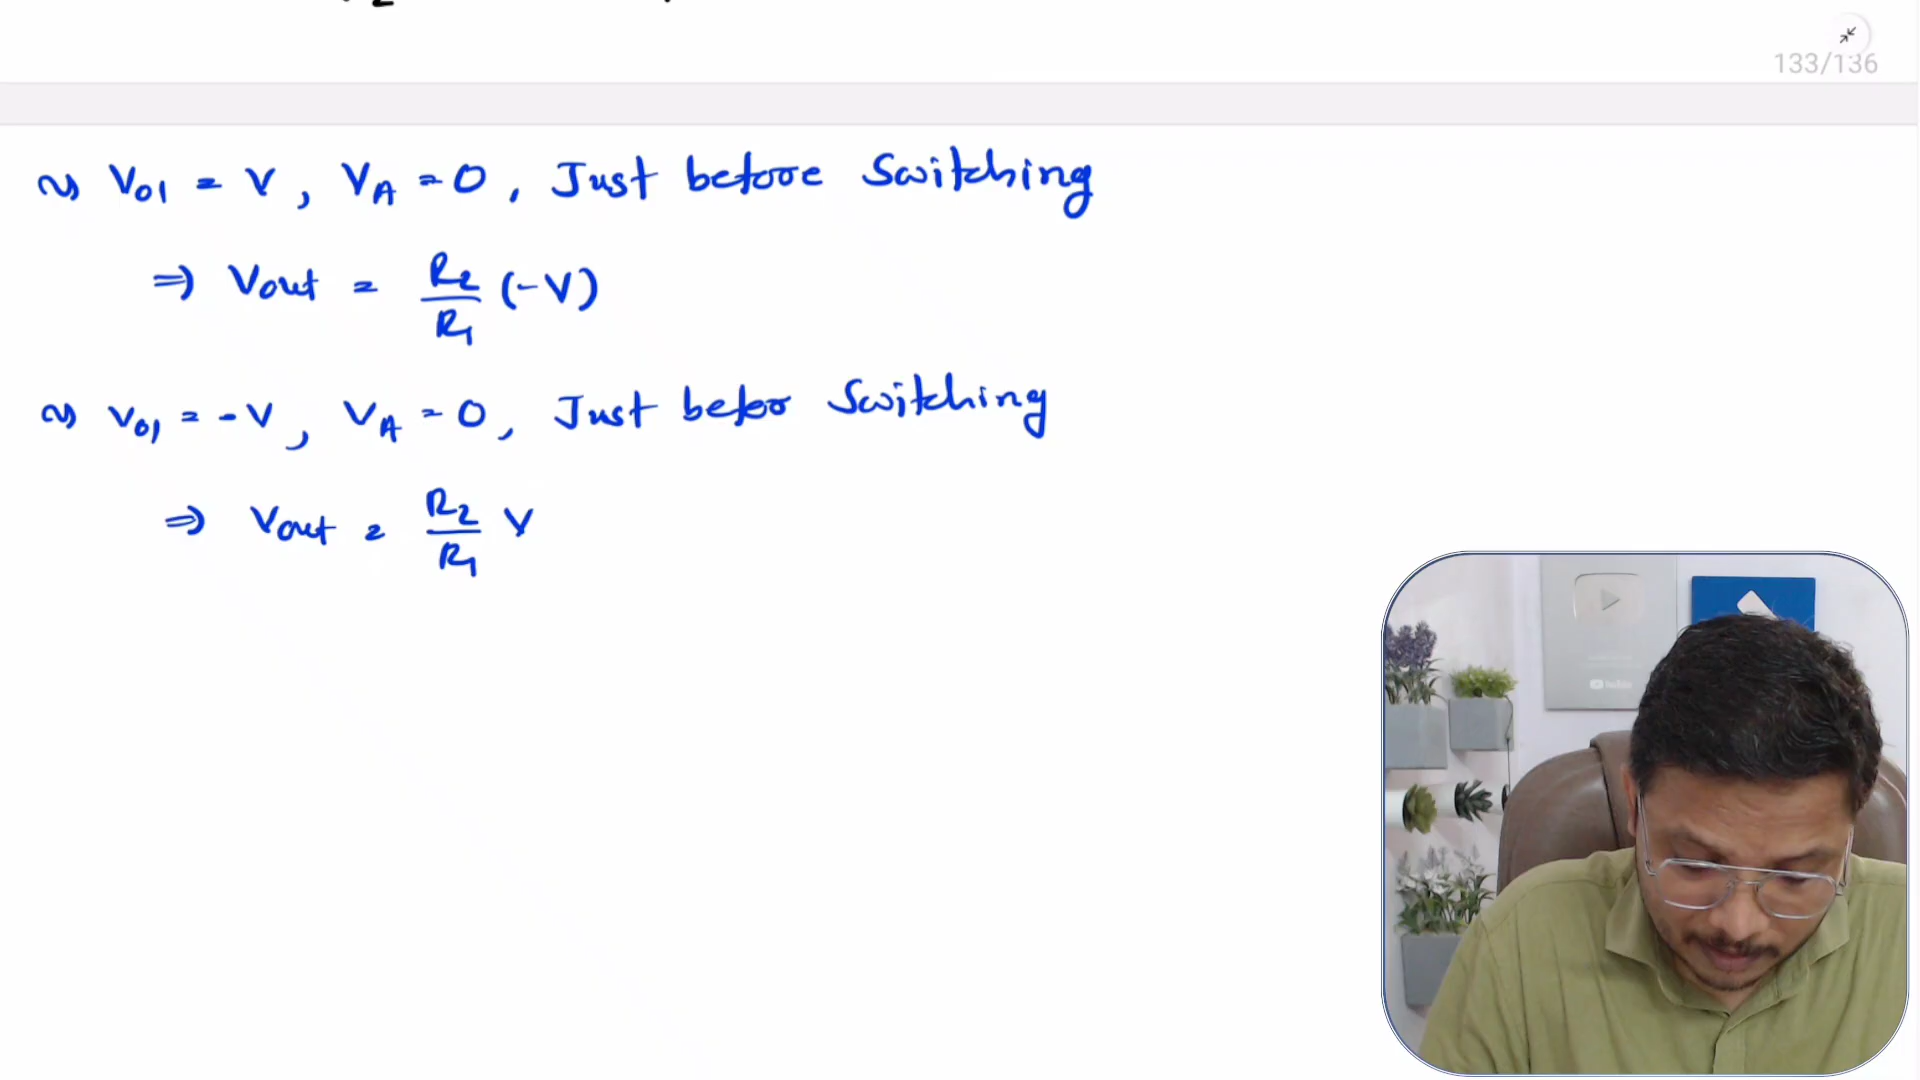 133/136
~> V01 = V, VA = 0, Just before Switching
=> Vout = R2/R1 (-V)
~> V01 = -V, VA = 0, Just befor Switching
=> Vout = R2/R1 V
YouTube